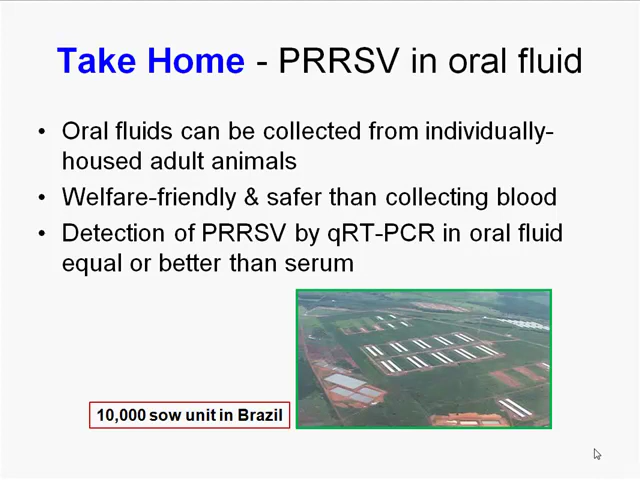 Take Home - PRRSV in oral fluid
• Oral fluids can be collected from individually-
housed adult animals
• Welfare-friendly & safer than collecting blood
• Detection of PRRSV by qRT-PCR in oral fluid
equal or better than serum
10,000 sow unit in Brazil